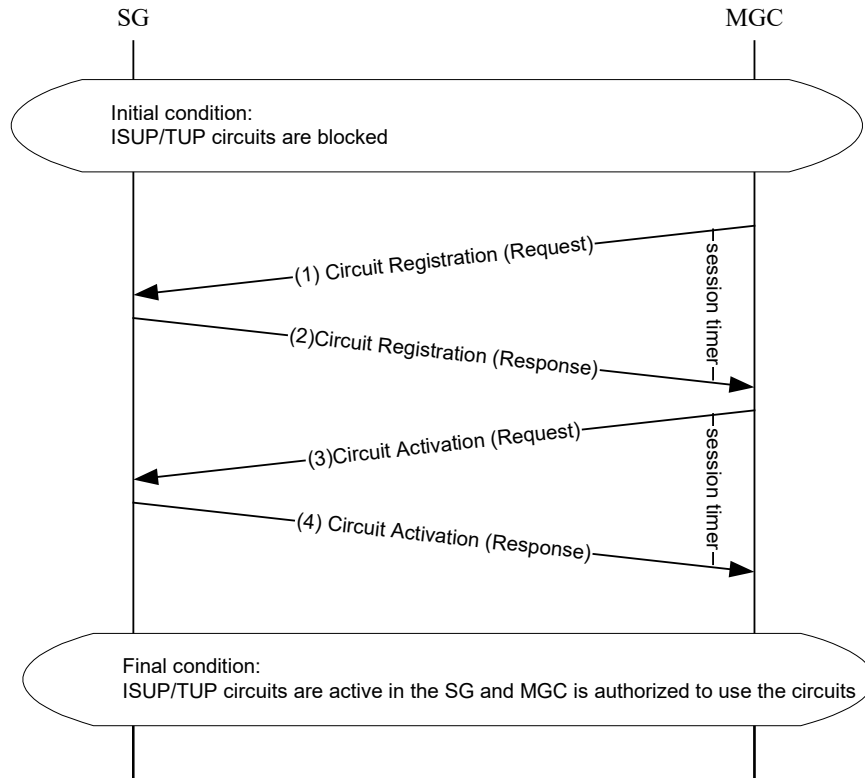 SG
MGC
Initial condition:
ISUP/TUP circuits are blocked
(1) Circuit Registration (Request)
session timer
(2)Circuit Registration (Response)
(3)Circuit Activation (Request)
session timer
(4) Circuit Activation (Response)
Final condition:
ISUP/TUP circuits are active in the SG and MGC is authorized to use the circuits